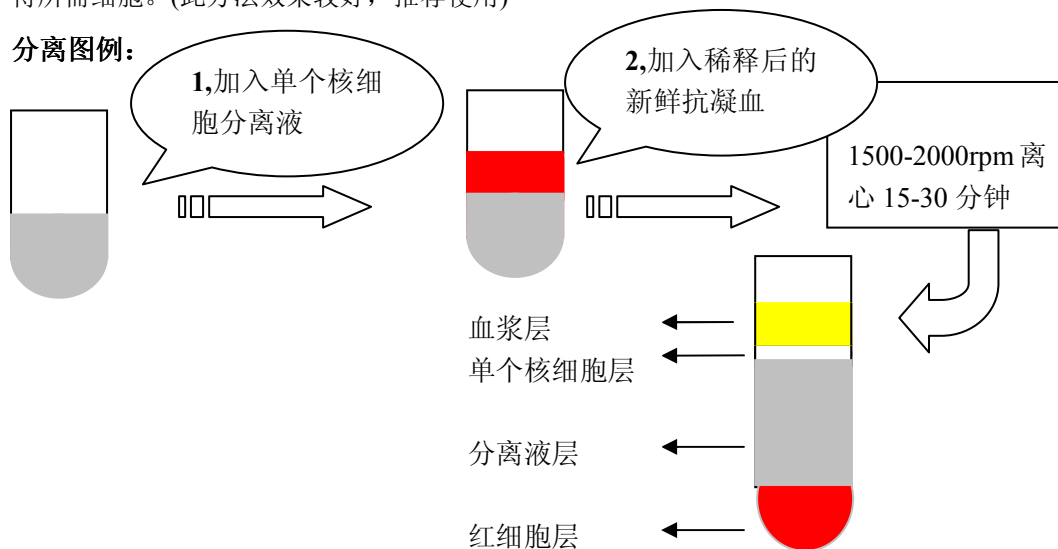 得所需细胞。(此方法效果较好，推荐使用)
分离图例：
1,加入单个核细
胞分离液
2,加入稀释后的
新鲜抗凝血
1500-2000rpm 离
心 15-30 分钟
血浆层
单个核细胞层
分离液层
红细胞层